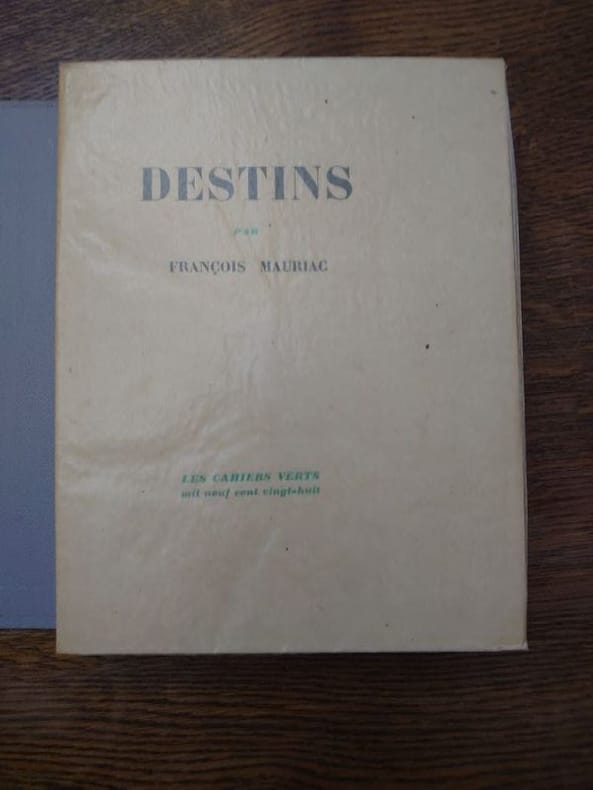 DESTINS
PAR
FRANÇOIS MAURIAC
LES CAHIERS VERTS
mil neuf cent vingt-huit